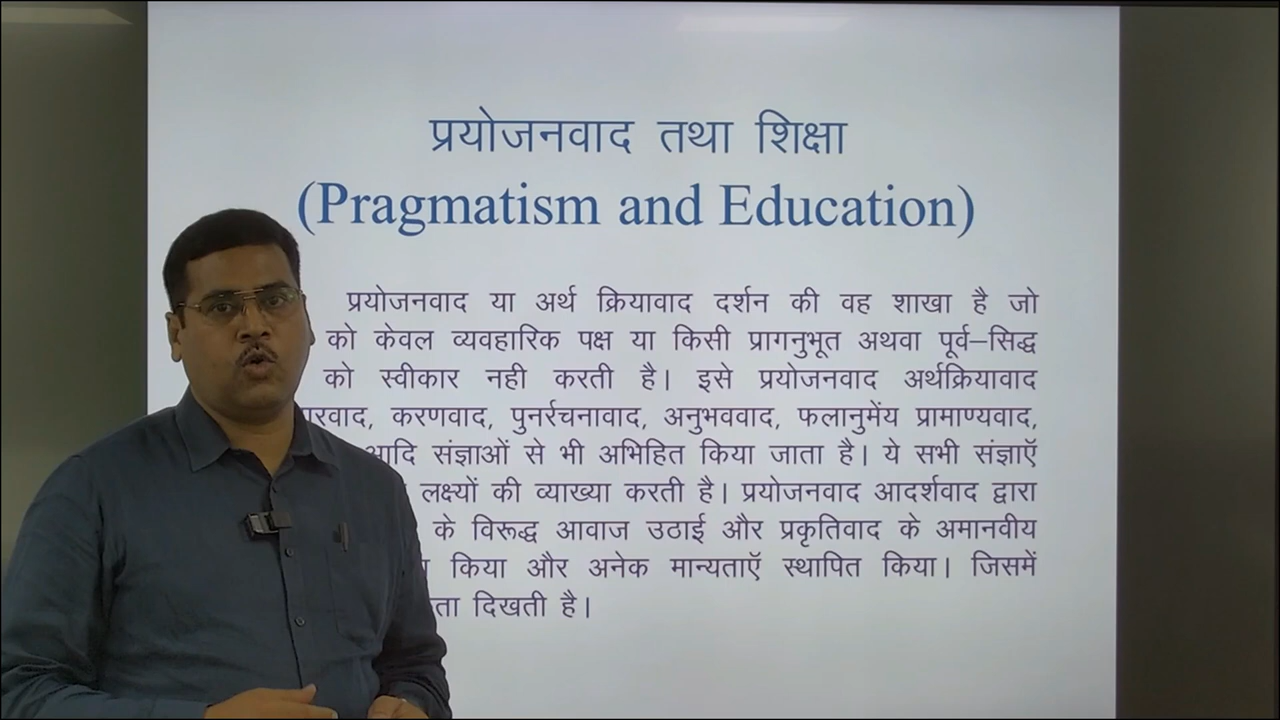 प्रयोजनवाद तथा शिक्षा
(Pragmatism and Education)
प्रयोजनवाद या अर्थ क्रियावाद दर्शन की वह शाखा है जो
को केवल व्यवहारिक पक्ष या किसी प्रागनुभूत अथवा पूर्व–सिद्ध
को स्वीकार नही करती है। इसे प्रयोजनवाद अर्थक्रियावाद
करणवाद, पुनर्रचनावाद, अनुभववाद, फलानुमेंय प्रामाण्यवाद,
आदि संज्ञाओं से भी अभिहित किया जाता है। ये सभी संज्ञाएॅ
लक्ष्यों की व्याख्या करती है। प्रयोजनवाद आदर्शवाद द्वारा
के विरूद्ध आवाज उठाई और प्रकृतिवाद के अमानवीय
किया और अनेक मान्यताएॅ स्थापित किया। जिसमें
दिखती है।